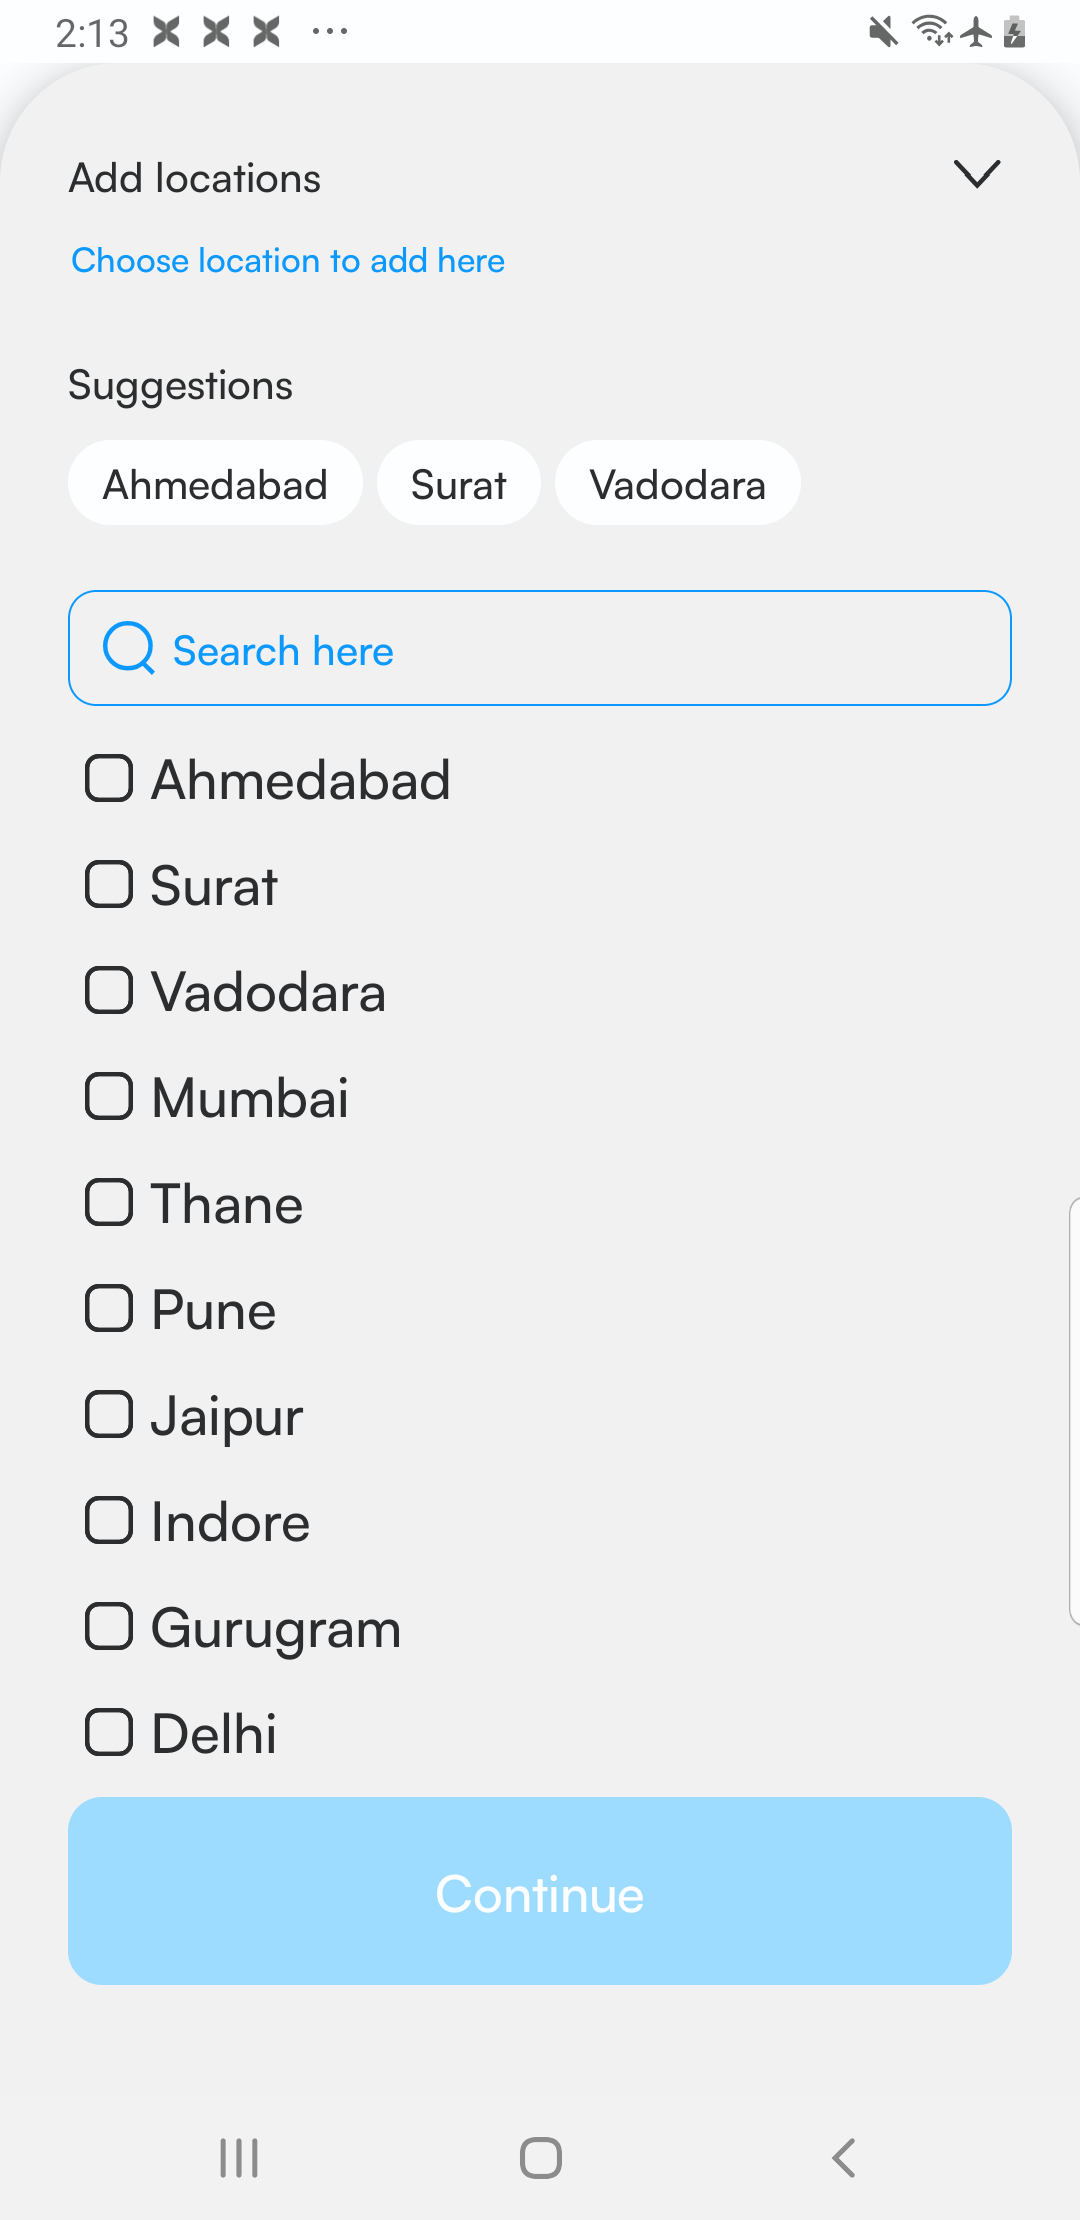 2:13
Add locations
Choose location to add here
Suggestions
Ahmedabad Surat Vadodara
Search here
Ahmedabad
Surat
Vadodara
Mumbai
Thane
Pune
Jaipur
Indore
Gurugram
Delhi
Continue